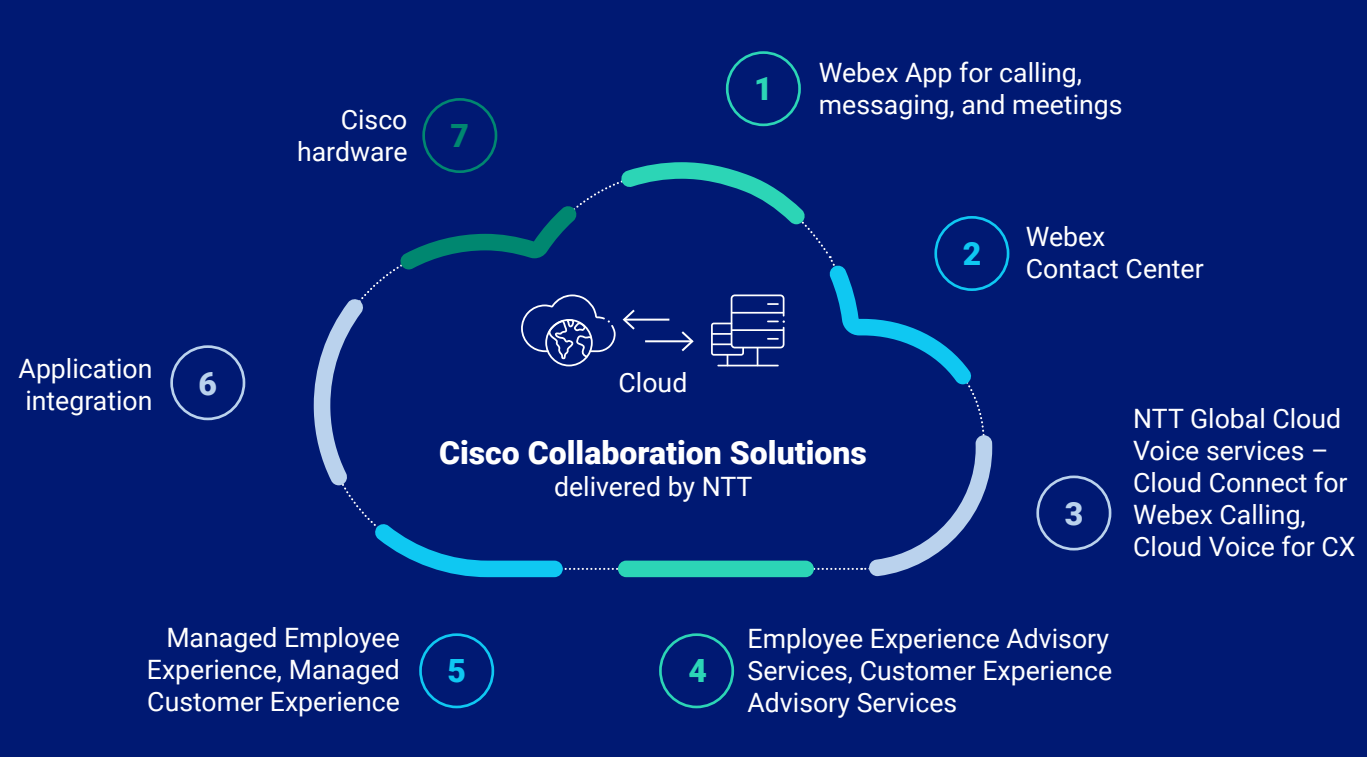 1
Webex App for calling,
messaging, and meetings
2
Webex
Contact Center
3
NTT Global Cloud
Voice services –
Cloud Connect for
Webex Calling,
Cloud Voice for CX
4
Employee Experience Advisory
Services, Customer Experience
Advisory Services
5
Managed Employee
Experience, Managed
Customer Experience
6
Application
integration
7
Cisco
hardware
Cloud
Cisco Collaboration Solutions
delivered by NTT